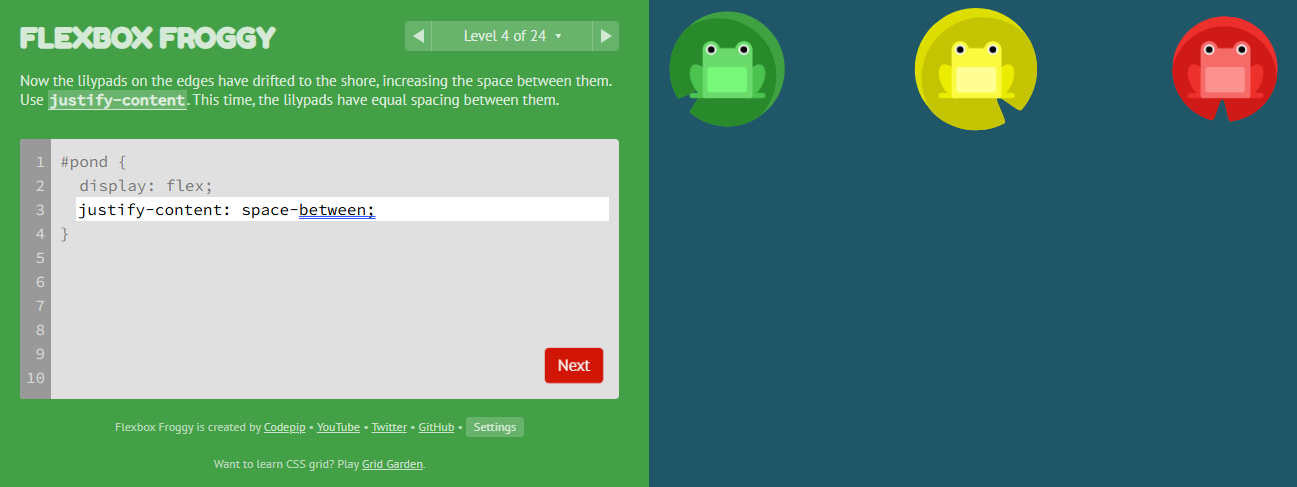 FLEXBOX FROGGY
Level 4 of 24
Now the lilypads on the edges have drifted to the shore, increasing the space between them.
Use justify-content. This time, the lilypads have equal spacing between them.
1 #pond {
2 display: flex;
3 justify-content: space-between;
4 }
5
6
7
8
9
10
Next
Flexbox Froggy is created by Codepip • YouTube • Twitter • GitHub • Settings
Want to learn CSS grid? Play Grid Garden.